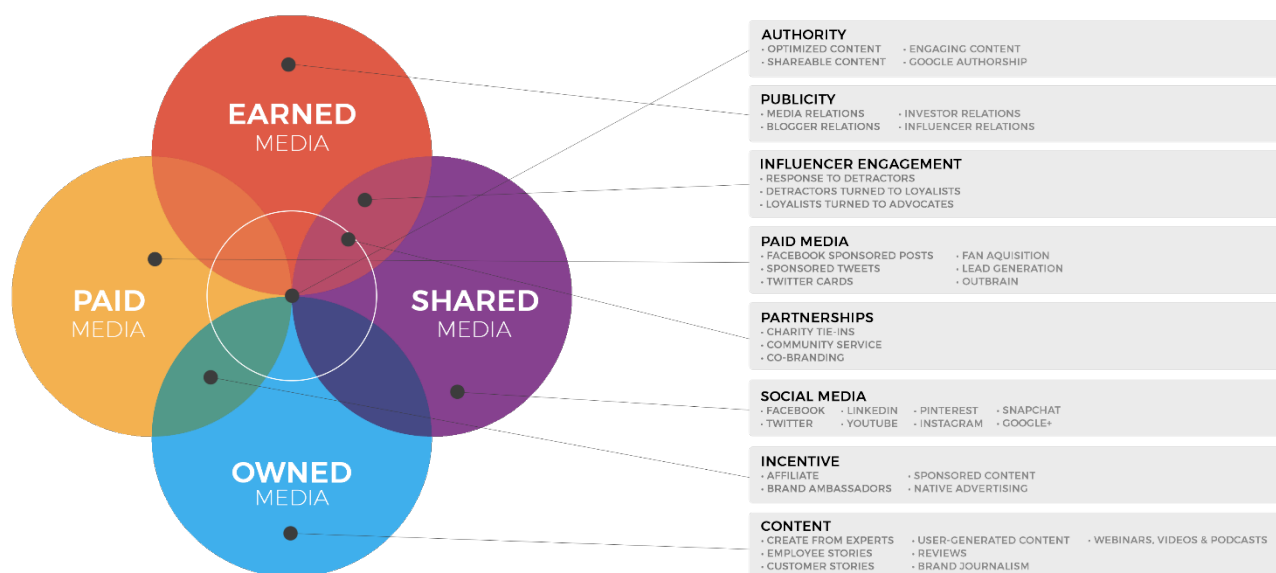 EARNED
MEDIA
PAID
MEDIA
SHARED
MEDIA
OWNED
MEDIA
AUTHORITY
• OPTIMIZED CONTENT • ENGAGING CONTENT
• SHAREABLE CONTENT • GOOGLE AUTHORSHIP
PUBLICITY
• MEDIA RELATIONS • INVESTOR RELATIONS
• BLOGGER RELATIONS • INFLUENCER RELATIONS
INFLUENCER ENGAGEMENT
• RESPONSE TO DETRACTORS
• DETRACTORS TURNED TO LOYALISTS
• LOYALISTS TURNED TO ADVOCATES
PAID MEDIA
• FACEBOOK SPONSORED POSTS • FAN AQUISITION
• SPONSORED TWEETS • LEAD GENERATION
• TWITTER CARDS • OUTBRAIN
PARTNERSHIPS
• CHARITY TIE-INS
• COMMUNITY SERVICE
• CO-BRANDING
SOCIAL MEDIA
• FACEBOOK • LINKEDIN • PINTEREST • SNAPCHAT
• TWITTER • YOUTUBE • INSTAGRAM • GOOGLE+
INCENTIVE
• AFFILIATE • SPONSORED CONTENT
• BRAND AMBASSADORS • NATIVE ADVERTISING
CONTENT
• CREATE FROM EXPERTS • USER-GENERATED CONTENT • WEBINARS, VIDEOS & PODCASTS
• EMPLOYEE STORIES • REVIEWS
• CUSTOMER STORIES • BRAND JOURNALISM